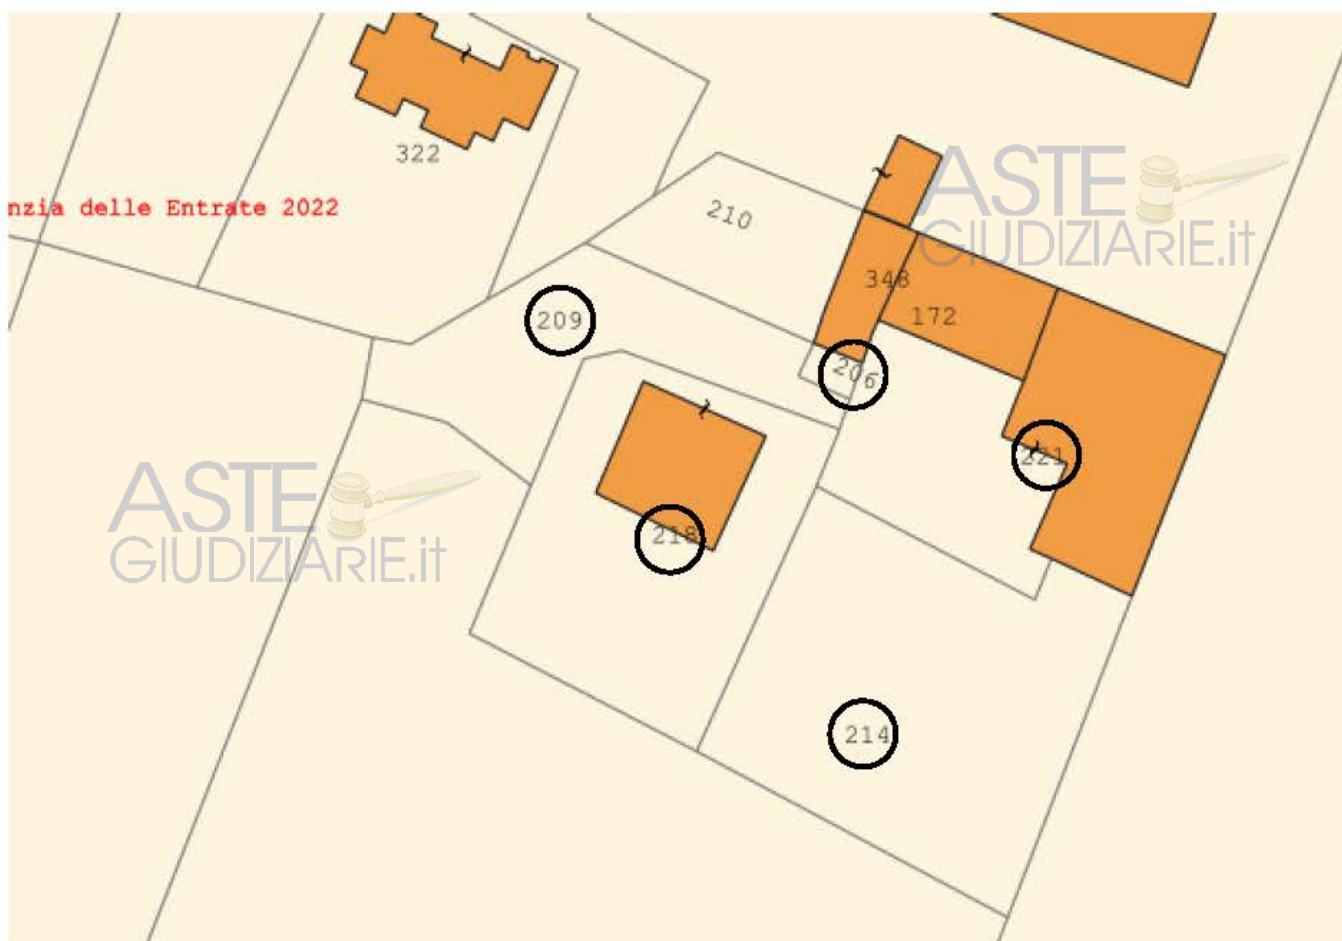 322
nzia delle Entrate 2022
210
ASTE
GIUDIZIARIE.it
348
172
209
206
221
ASTE
GIUDIZIARIE.it
218
214